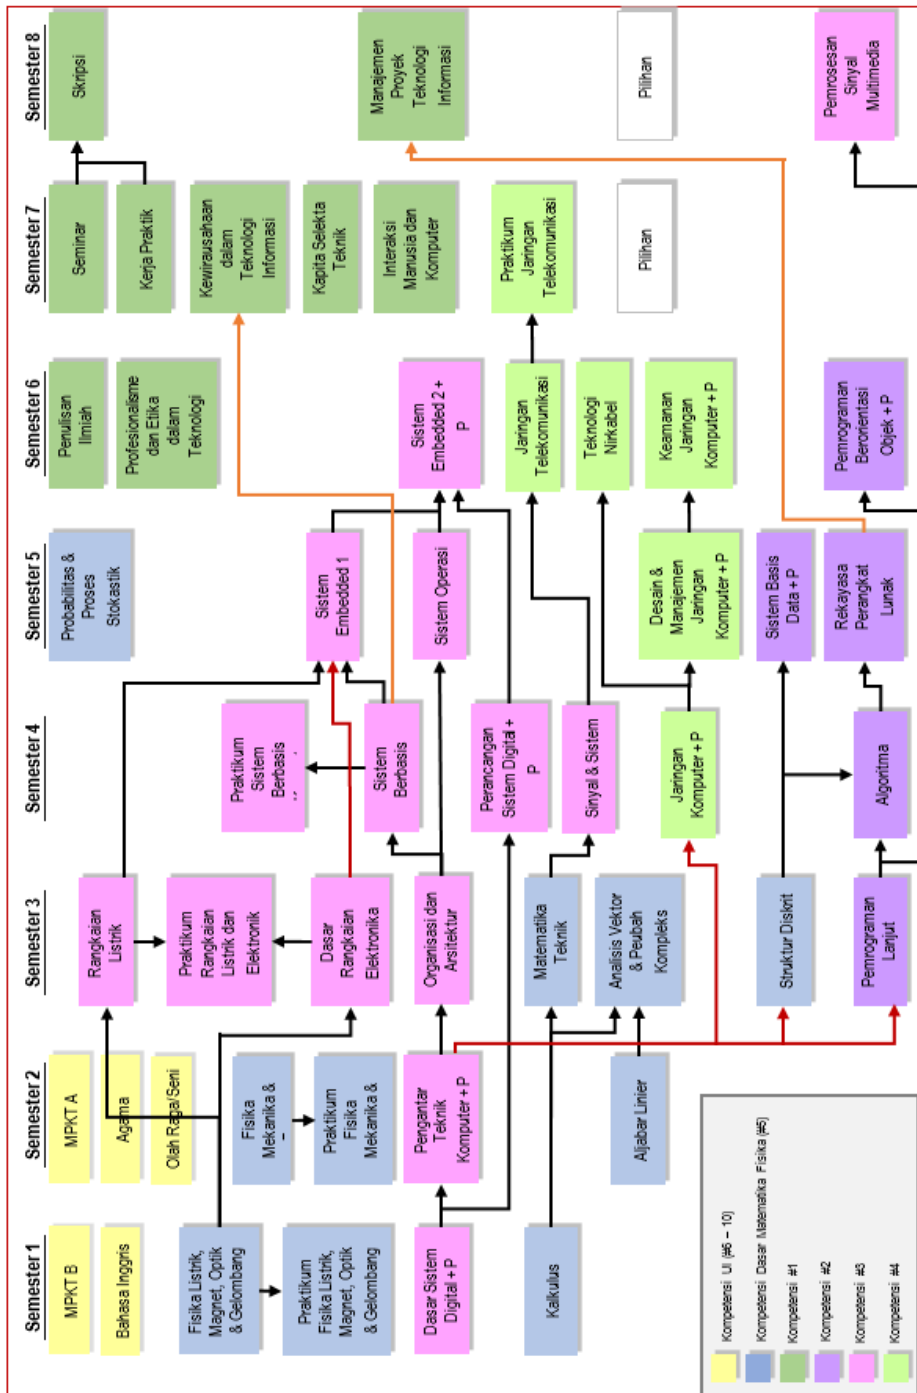 Semester 1
MPKT B
Bahasa Inggris
Fisika Listrik,
Magnet, Optik
& Gelombang
Praktikum
Fisika Listrik,
Magnet, Optik
& Gelombang
Dasar Sistem
Digital + P
Kalkulus
Semester 2
MPKT A
Agama
Olah Raga/Seni
Fisika
Mekanika &
Praktikum
Fisika
Mekanika &
Pengantar
Teknik
Komputer + P
Aljabar Linier
Semester 3
Rangkaian
Listrik
Praktikum
Rangkaian
Listrik dan
Elektronik
Dasar
Rangkaian
Elektronika
Organisasi dan
Arsitektur
Matematika
Teknik
Analisis Vektor
& Peubah
Kompleks
Struktur Diskrit
Pemrograman
Lanjut
Semester 4
Praktikum
Sistem
Berbasis
Sistem
Berbasis
Perancangan
Sistem Digital +
P
Sinyal & Sistem
Jaringan
Komputer + P
Algoritma
Semester 5
Probabilitas &
Proses
Stokastik
Sistem
Embedded 1
Sistem Operasi
Desain &
Manajemen
Jaringan
Komputer + P
Sistem Basis
Data + P
Rekayasa
Perangkat
Lunak
Semester 6
Penulisan
Ilmiah
Profesionalisme
dan Etika
dalam
Teknologi
Sistem
Embedded 2 +
P
Jaringan
Telekomunikasi
Teknologi
Nirkabel
Keamanan
Jaringan
Komputer + P
Pemrograman
Berorientasi
Objek + P
Semester 7
Seminar
Kerja Praktik
Kewirausahaan
dalam
Teknologi
Informasi
Kapita Selekta
Teknik
Interaksi
Manusia dan
Komputer
Praktikum
Jaringan
Telekomunikasi
Pilihan
Semester 8
Skripsi
Manajemen
Proyek
Teknologi
Informasi
Pilihan
Pemrosesan
Sinyal
Multimedia
Kompetensi UI (#6 – 10)
Kompetensi Dasar Matematika Fisika (#5)
Kompetensi #1
Kompetensi #2
Kompetensi #3
Kompetensi #4